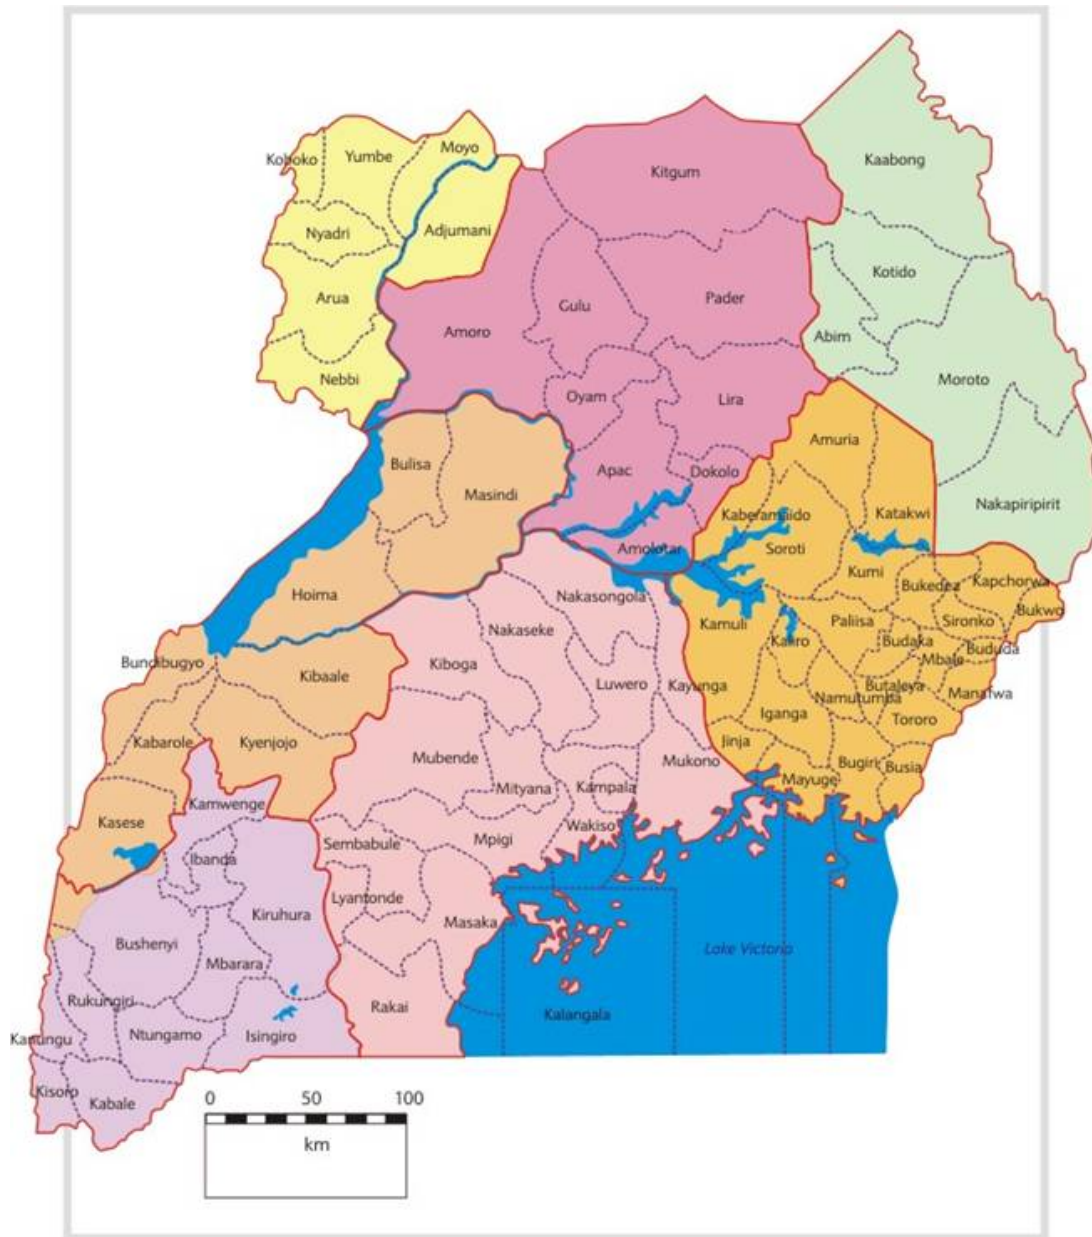 Koboko
Yumbe
Moyo
Kitgum
Kaabong
Nyadri
Adjumani
Kotido
Arua
Gulu
Pader
Amoro
Abim
Nebbi
Moroto
Oyam
Lira
Amuria
Bulisa
Apac
Dokolo
Masindi
Nakapiripirit
Kaberamaido
Katakwi
Amolotar
Soroti
Kumi
Bukedea
Kapchorwa
Hoima
Nakasongola
Bukwo
Kamuli
Paliisa
Sironko
Nakaseke
Kaliro
Budaka
Bududa
Bundibugyo
Kiboga
Mbale
Kibaale
Luwero
Kayunga
Butaleya
Manafwa
Namutumba
Iganga
Tororo
Kabarole
Kyenjojo
Jinja
Mubende
Mukono
Bugiri
Busia
Mityana
Kampala
Mayuge
Kamwenge
Kasese
Wakiso
Sembabule
Mpigi
Ibanda
Lyantonde
Kiruhura
Masaka
Bushenyi
Lake Victoria
Mbarara
Rukungiri
Rakai
Kalangala
Kanungu
Ntungamo
Isingiro
Kisoro
Kabale
0 50 100
km